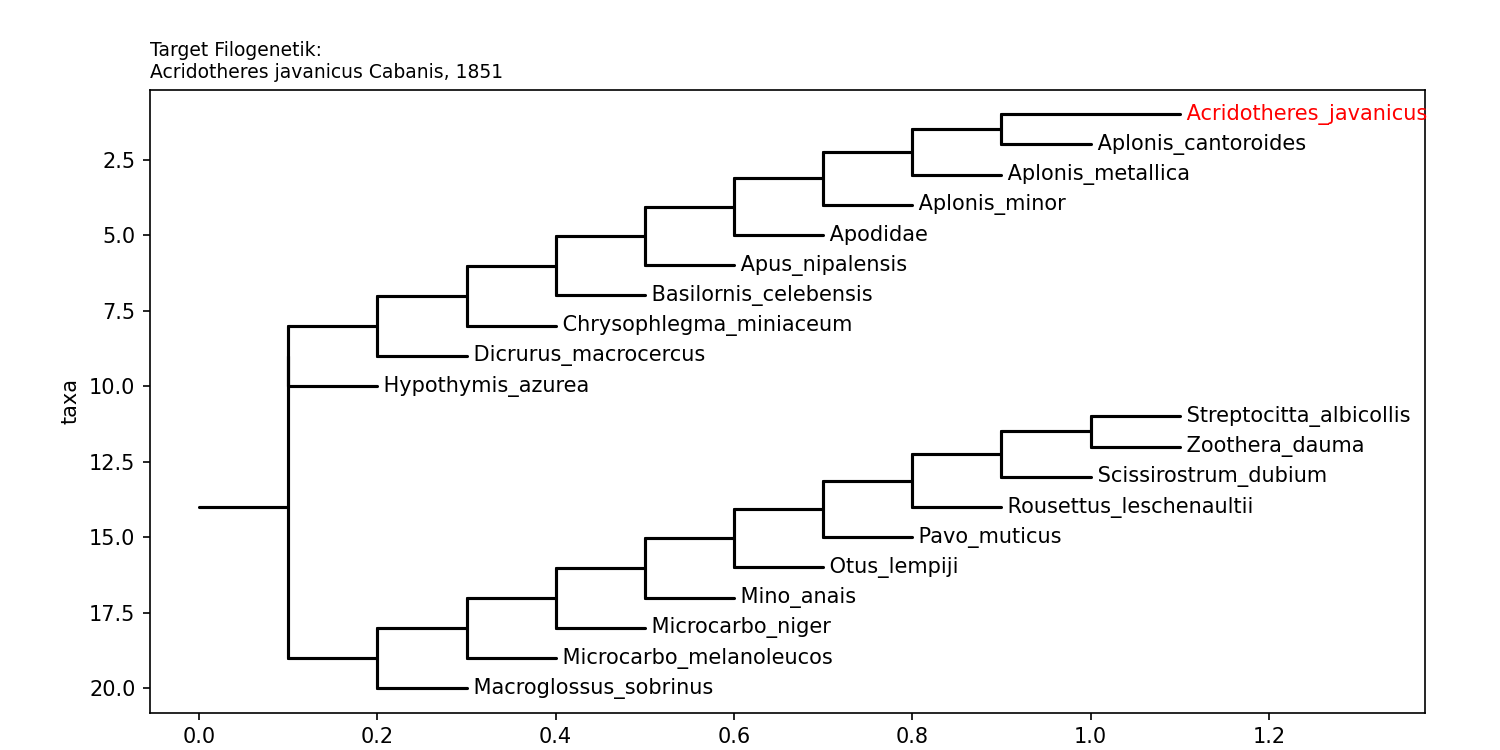 Target Filogenetik:
Acridotheres javanicus Cabanis, 1851
Acridotheres_javanicus
Aplonis_cantoroides
2.5
Aplonis_metallica
Aplonis_minor
5.0
Apodidae
Apus_nipalensis
Basilornis_celebensis
7.5
Chrysophlegma_miniaceum
Dicrurus_macrocercus
10.0
Hypothymis_azurea
taxa
Streptocitta_albicollis
Zoothera_dauma
12.5
Scissirostrum_dubium
Rousettus_leschenaultii
15.0
Pavo_muticus
Otus_lempiji
Mino_anais
17.5
Microcarbo_niger
Microcarbo_melanoleucos
20.0
Macroglossus_sobrinus
0.0 0.2 0.4 0.6 0.8 1.0 1.2